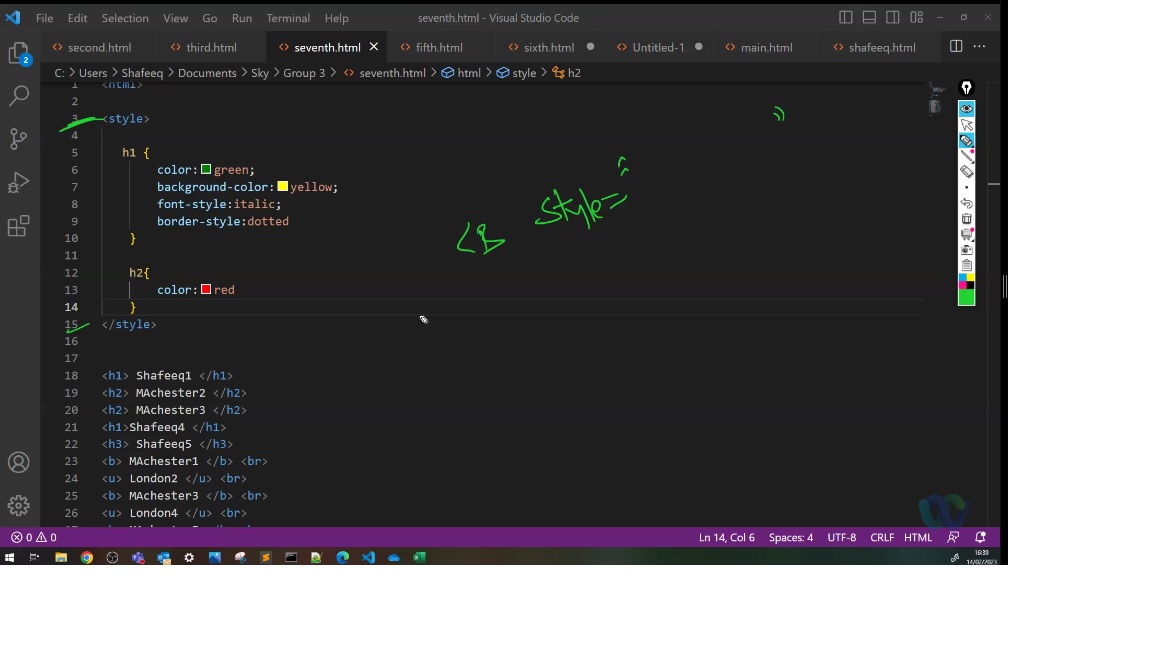 File Edit Selection View Go Run Terminal Help seventh.html - Visual Studio Code
second.html third.html seventh.html fifth.html sixth.html Untitled-1 main.html shafeeq.html
C: > Users > Shafeeq > Documents > Sky > Group 3 > seventh.html > html > style > h2
1 <html>
2
3 <style>
4
5 h1 {
6 color: green;
7 background-color: yellow;
8 font-style:italic;
9 border-style:dotted
10 }
11
12 h2{
13 color: red
14 }
15 </style>
16
17
18 <h1> Shafeeq1 </h1>
19 <h2> MAchester2 </h2>
20 <h2> MAchester3 </h2>
21 <h1>Shafeeq4 </h1>
22 <h3> Shafeeq5 </h3>
23 <b> MAchester1 </b> <br>
24 <u> London2 </u> <br>
25 <b> MAchester3 </b> <br>
26 <u> London4 </u> <br>
<B style=
2
0 0 Ln 14, Col 6 Spaces: 4 UTF-8 CRLF HTML
16:39
14/02/2023